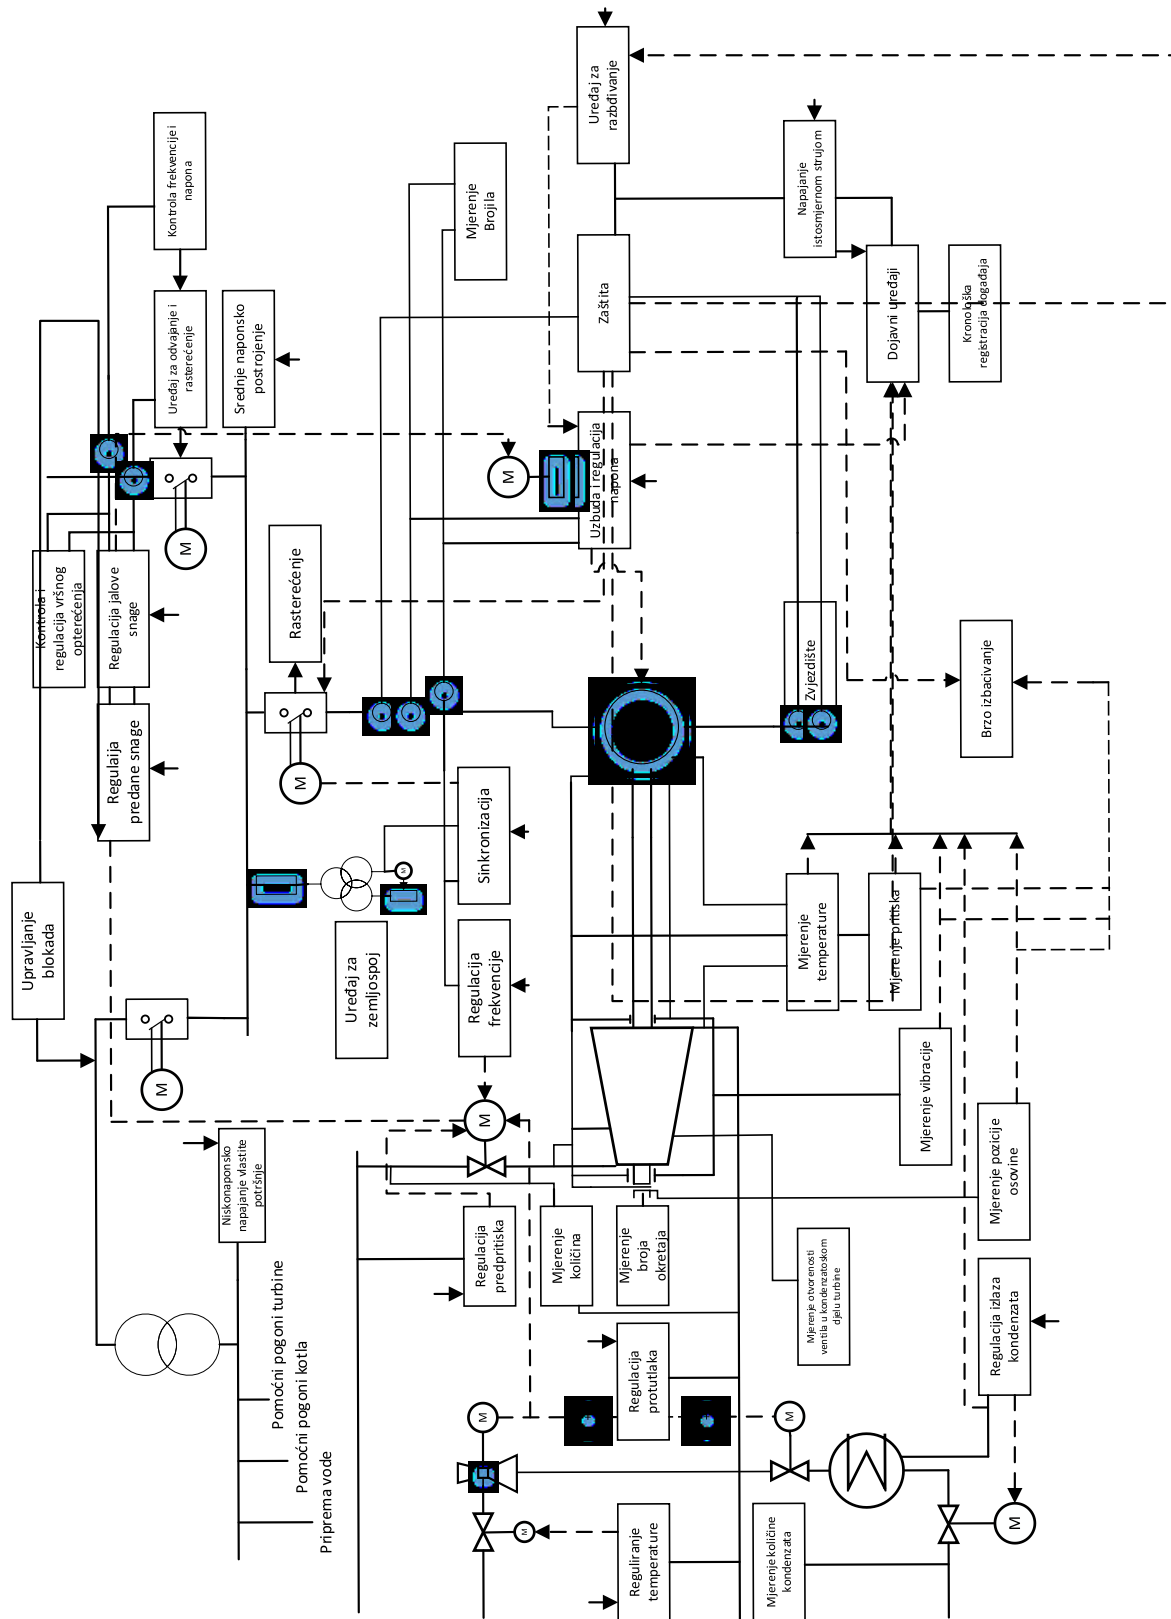 Uređaj za
razbđivanje
Kontrola frekvencije i
napona
Mjerenje
Brojila
Napajanje
istosmjernom strujom
Zaštita
Dojavni uređaji
Kronološka
registracija događaja
Uređaj za odvajanje i
rasterećenje
Srednje naponsko
postrojenje
Uzbuda i regulacija
napona
M
M
Kontrola i
regulacija vršnog
opterećenja
Regulacija jalove
snage
Rasterećenje
Zvjezdište
Brzo izbacivanje
Regulaija
predane snage
M
Sinkronizacija
M
Upravljanje
blokada
Uređaj za
zemljospoj
Regulacija
frekvencije
Mjerenje
temperature
Mjerenje pritiska
M
M
Mjerenje vibracije
Mjerenje pozicije
osovine
Niskonaponsko
napajanje vlastite
potršnje
Regulacija
predpritiska
Mjerenje
količina
Mjerenje
broja
okretaja
Mjerenje otvorenosti
ventila u kondenzatoskom
djelu turbine
Regulacija izlaza
kondenzata
Pomoćni pogoni turbine
Pomoćni pogoni kotla
Priprema vode
Regulacija
protutlaka
M
M
M
M
Reguliranje
temperature
Mjerenje količine
kondenzata